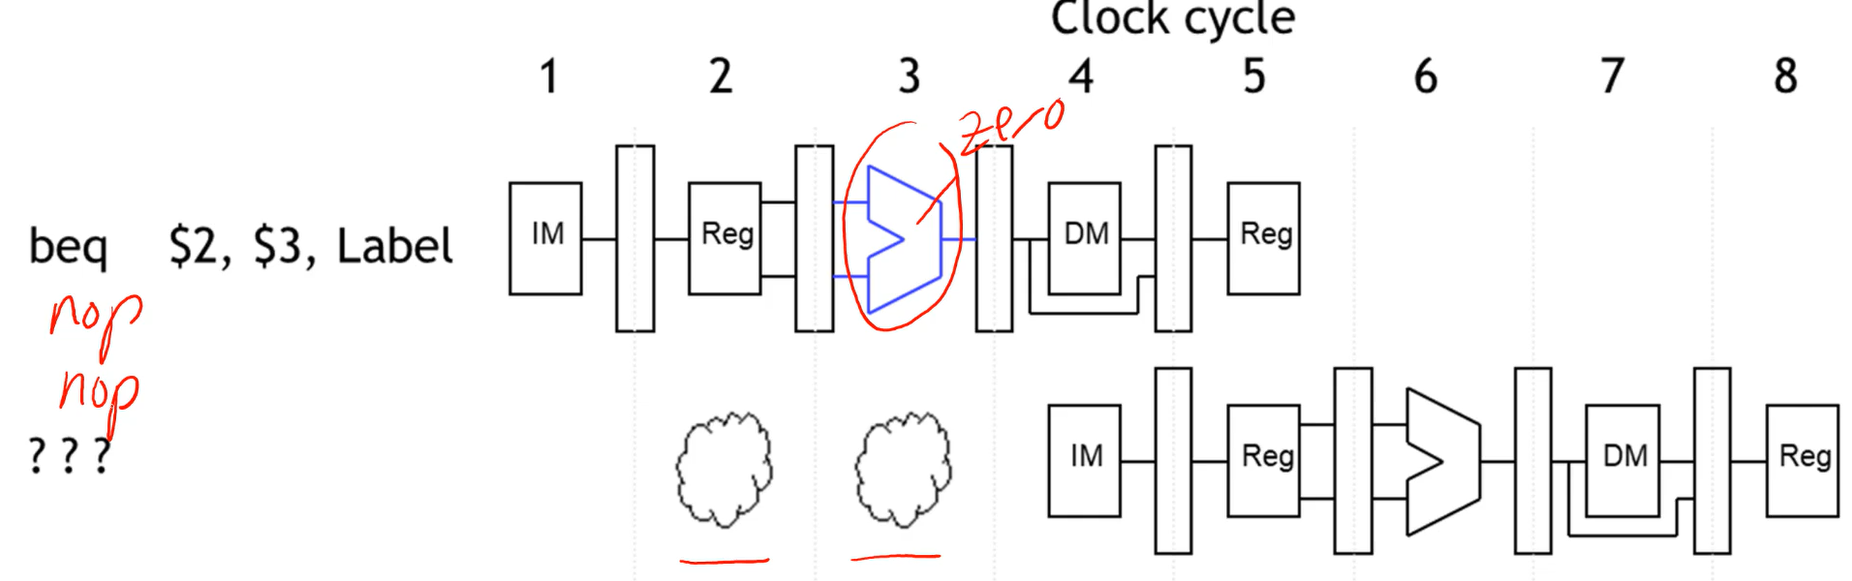 Clock cycle
1 2 3 4 5 6 7 8
zero
beq $2, $3, Label IM Reg DM Reg
nop
nop
? ? ? IM Reg DM Reg